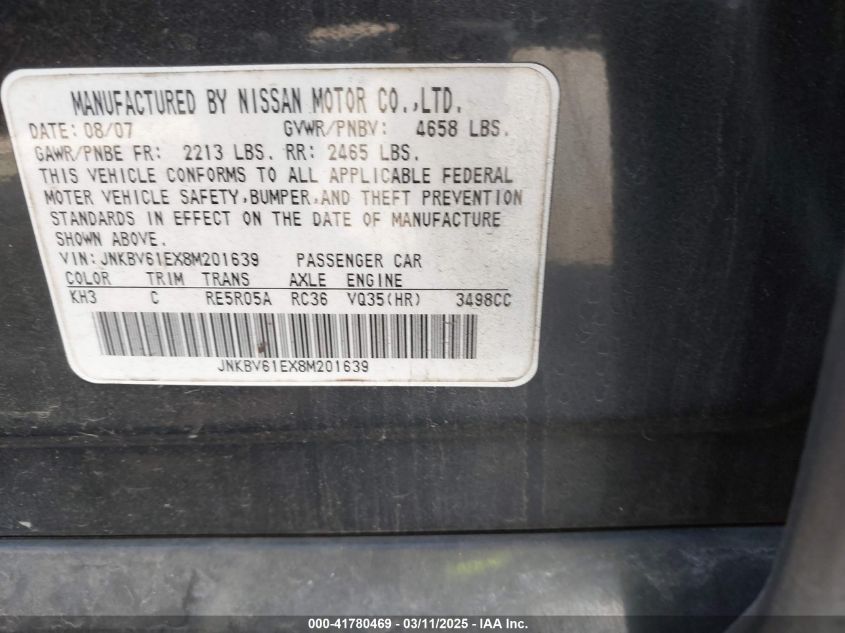 MANUFACTURED BY NISSAN MOTOR CO.,LTD.
DATE: 08/07 GVWR/PNBV: 4658 LBS.
GAWR/PNBE FR: 2213 LBS. RR: 2465 LBS.
THIS VEHICLE CONFORMS TO ALL APPLICABLE FEDERAL
MOTER VEHICLE SAFETY,BUMPER,AND THEFT PREVENTION
STANDARDS IN EFFECT ON THE DATE OF MANUFACTURE
SHOWN ABOVE.
VIN:JNKBV61EX8M201639 PASSENGER CAR
COLOR TRIM TRANS AXLE ENGINE
KH3 C RE5R05A RC36 VQ35(HR) 3498CC
JNKBV61EX8M201639
000-41780469 - 03/11/2025 - IAA Inc.